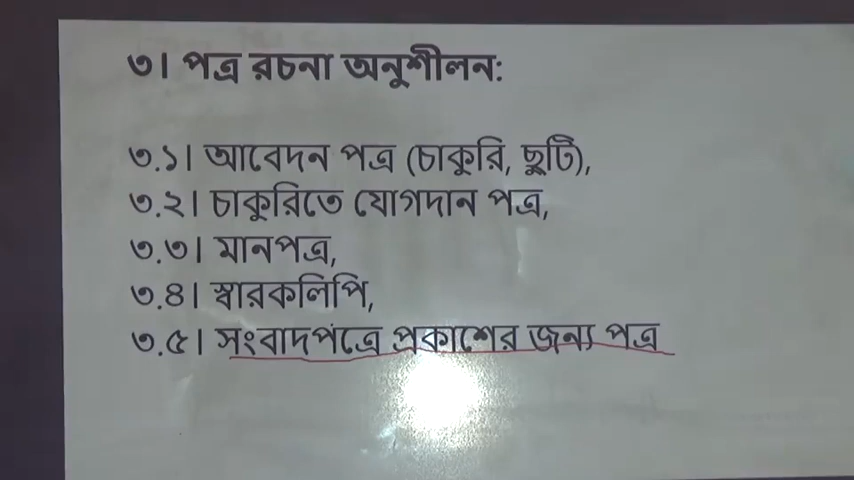 ৩। পত্র রচনা অনুশীলন:
৩.১। আবেদন পত্র (চাকুরি, ছুটি),
৩.২। চাকুরিতে যোগদান পত্র,
৩.৩। মানপত্র,
৩.৪। স্বারকলিপি,
৩.৫। সংবাদপত্রে প্রকাশের জন্য পত্র